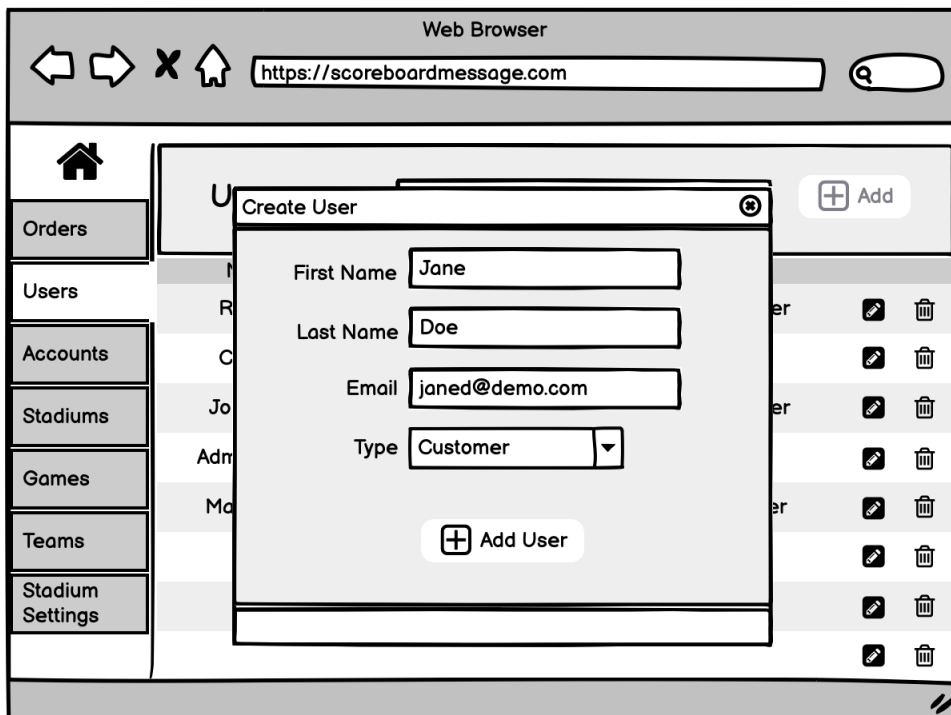 Web Browser
https://scoreboardmessage.com
Add
Create User
Orders
Users
Accounts
Stadiums
Games
Teams
Stadium
Settings
First Name Jane
Last Name Doe
Email janed@demo.com
Type Customer
Add User